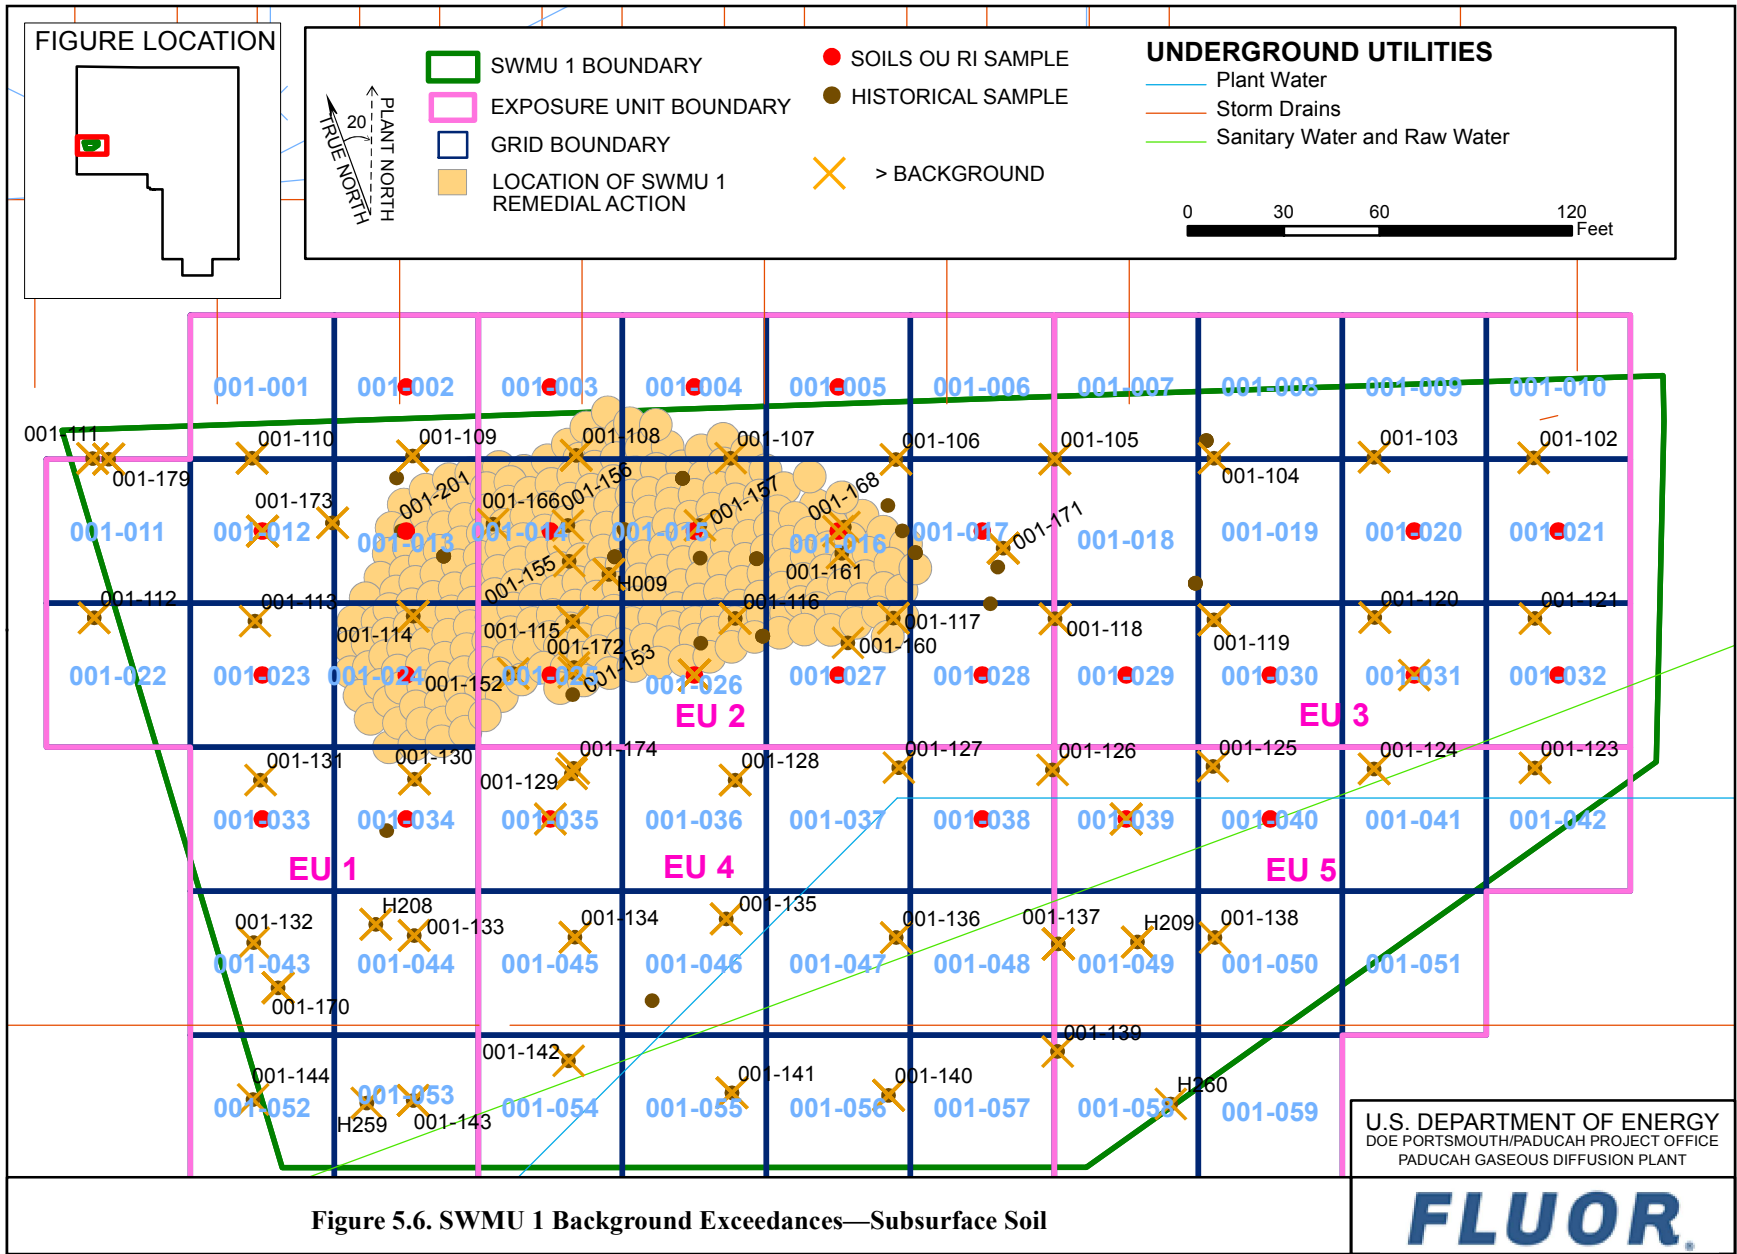 FIGURE LOCATION
TRUE NORTH
20
PLANT NORTH
SWMU 1 BOUNDARY
EXPOSURE UNIT BOUNDARY
GRID BOUNDARY
LOCATION OF SWMU 1
REMEDIAL ACTION
SOILS OU RI SAMPLE
HISTORICAL SAMPLE
> BACKGROUND
UNDERGROUND UTILITIES
Plant Water
Storm Drains
Sanitary Water and Raw Water
0 30 60 120
Feet
001-001 001-002 001-003 001-004 001-005 001-006 001-007 001-008 001-009 001-010
001-111 001-110 001-109 001-108 001-107 001-106 001-105 001-103 001-102
001-179 001-104
001-173 001-201 001-166 001-156 001-157 001-168 001-171
001-011 001-012 001-013 001-014 001-015 001-016 001-017 001-018 001-019 001-020 001-021
001-155 H009 001-161
001-112 001-113 001-116 001-120 001-121
001-114 001-115 001-117 001-118 001-119
001-172 001-153 001-160
001-022 001-023 001-024 001-152 001-025 001-026 001-027 001-028 001-029 001-030 001-031 001-032
EU 2 EU 3
001-131 001-130 001-174 001-128 001-127 001-126 001-125 001-124 001-123
001-129
001-033 001-034 001-035 001-036 001-037 001-038 001-039 001-040 001-041 001-042
EU 1 EU 4 EU 5
001-132 H208 001-133 001-134 001-135 001-136 001-137 H209 001-138
001-043 001-044 001-045 001-046 001-047 001-048 001-049 001-050 001-051
001-170
001-142 001-139
001-144 001-141 001-140 H260
001-052 001-053 001-054 001-055 001-056 001-057 001-058 001-059
H259 001-143
U.S. DEPARTMENT OF ENERGY
DOE PORTSMOUTH/PADUCAH PROJECT OFFICE
PADUCAH GASEOUS DIFFUSION PLANT
Figure 5.6. SWMU 1 Background Exceedances—Subsurface Soil
FLUOR®